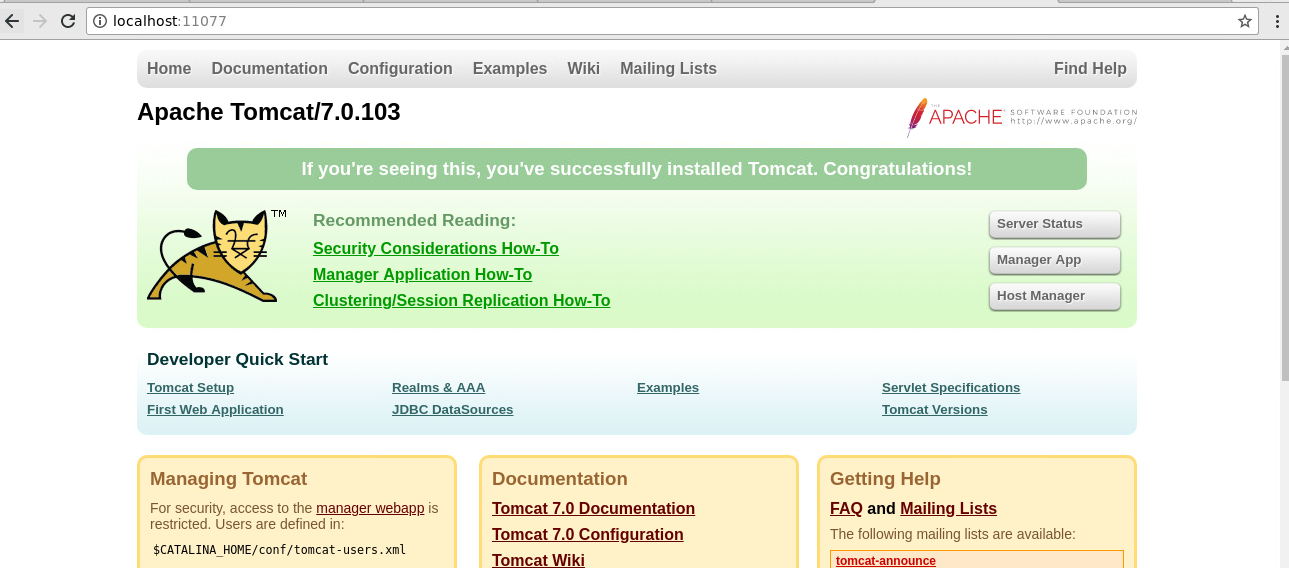 localhost:11077
Home Documentation Configuration Examples Wiki Mailing Lists Find Help
Apache Tomcat/7.0.103
THE APACHE SOFTWARE FOUNDATION
http://www.apache.org/
If you're seeing this, you've successfully installed Tomcat. Congratulations!
TM
Recommended Reading:
Security Considerations How-To
Manager Application How-To
Clustering/Session Replication How-To
Server Status
Manager App
Host Manager
Developer Quick Start
Tomcat Setup
First Web Application
Realms & AAA
JDBC DataSources
Examples
Servlet Specifications
Tomcat Versions
Managing Tomcat
For security, access to the manager webapp is
restricted. Users are defined in:
$CATALINA_HOME/conf/tomcat-users.xml
Documentation
Tomcat 7.0 Documentation
Tomcat 7.0 Configuration
Tomcat Wiki
Getting Help
FAQ and Mailing Lists
The following mailing lists are available:
tomcat-announce